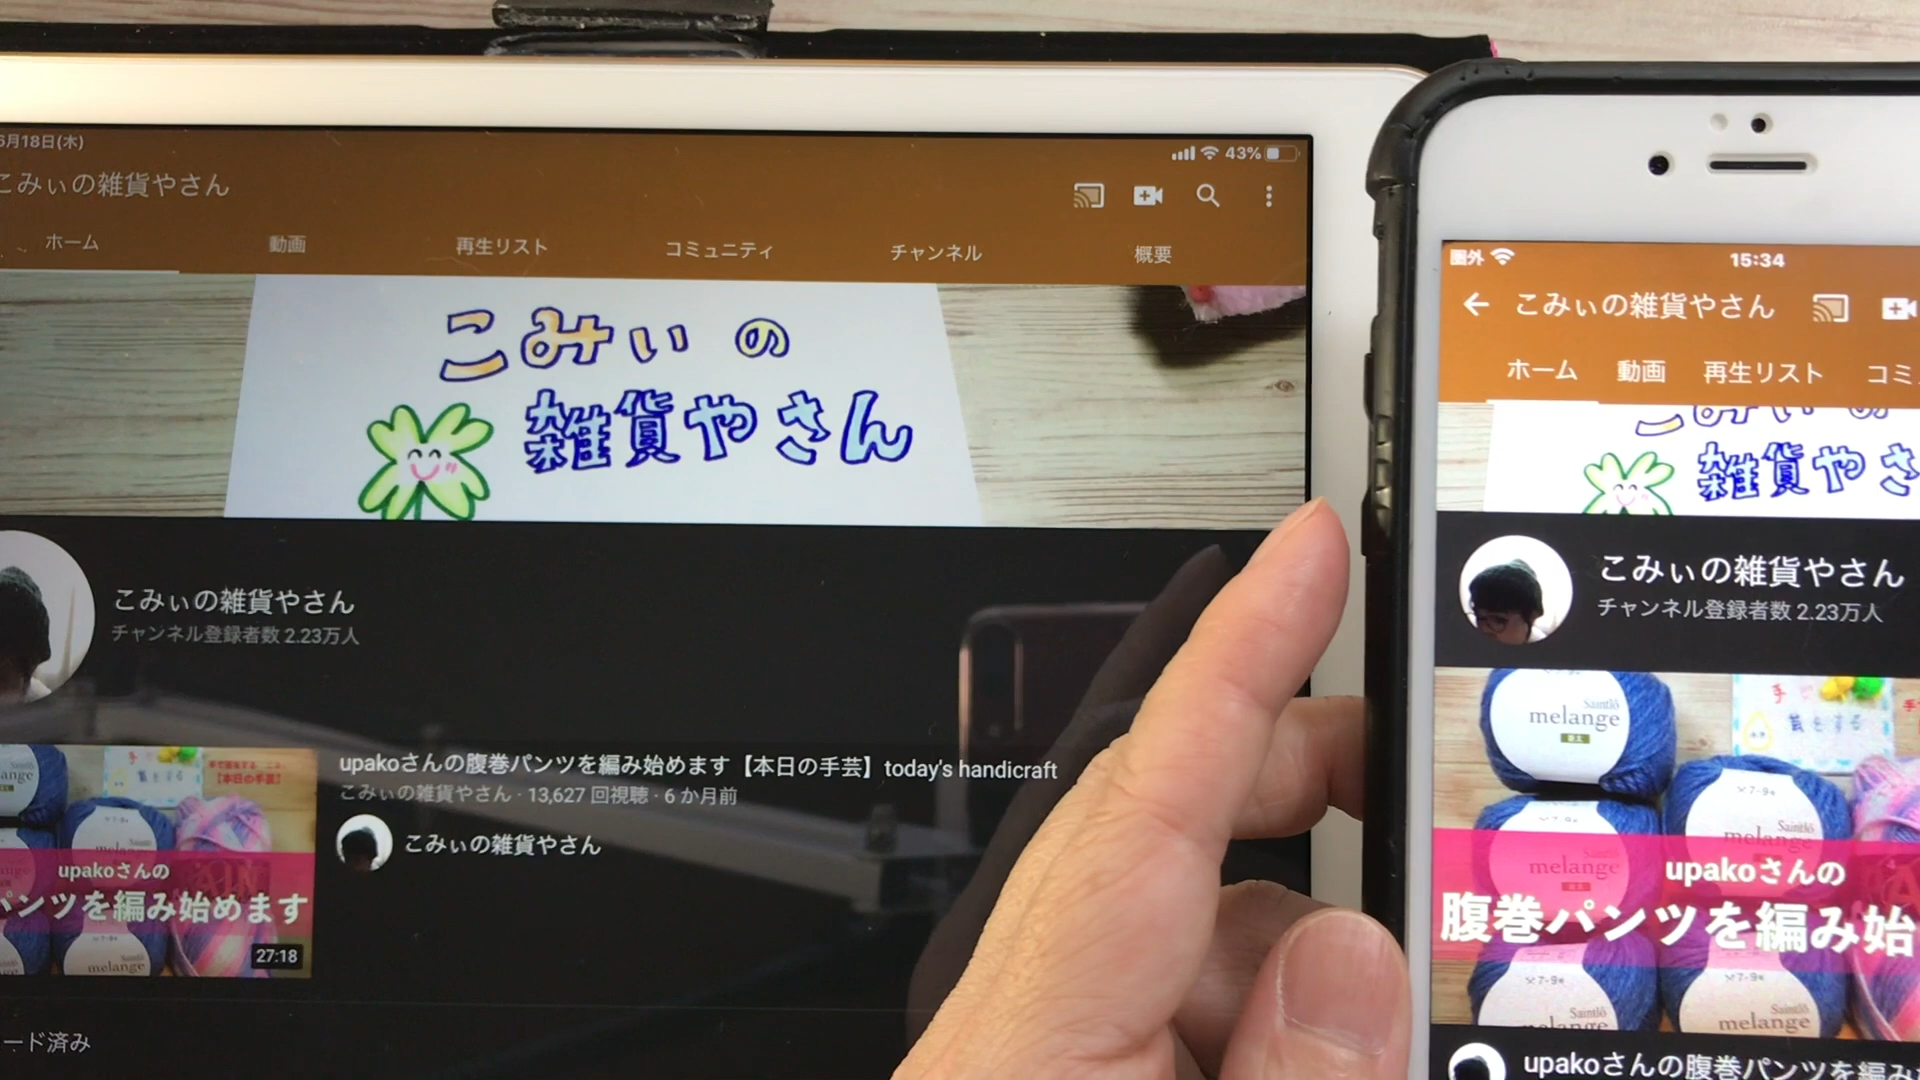 6月18日(木)
43%
こみぃの雑貨やさん
ホーム
動画
再生リスト
コミュニティ
チャンネル
概要
こみぃの
雑貨やさん
こみぃの雑貨やさん
チャンネル登録者数 2.23万人
upakoさんの腹巻パンツを編み始めます【本日の手芸】today's handicraft
こみぃの雑貨やさん · 13,627 回視聴 · 6 か月前
こみぃの雑貨やさん
【本日の手芸】
upakoさんの
パンツを編み始めます
27:18
melange
ード済み
圏外
15:34
こみぃの雑貨やさん
ホーム
動画
再生リスト
コミ
雑貨やさ
こみぃの雑貨やさん
チャンネル登録者数 2.23万人
Saintlo
melange
Saintlo
melange
Saintlo
melange
upakoさんの
腹巻パンツを編み始
Saintlo
melange
Saintlo
melange
upakoさんの腹巻パンツを編み